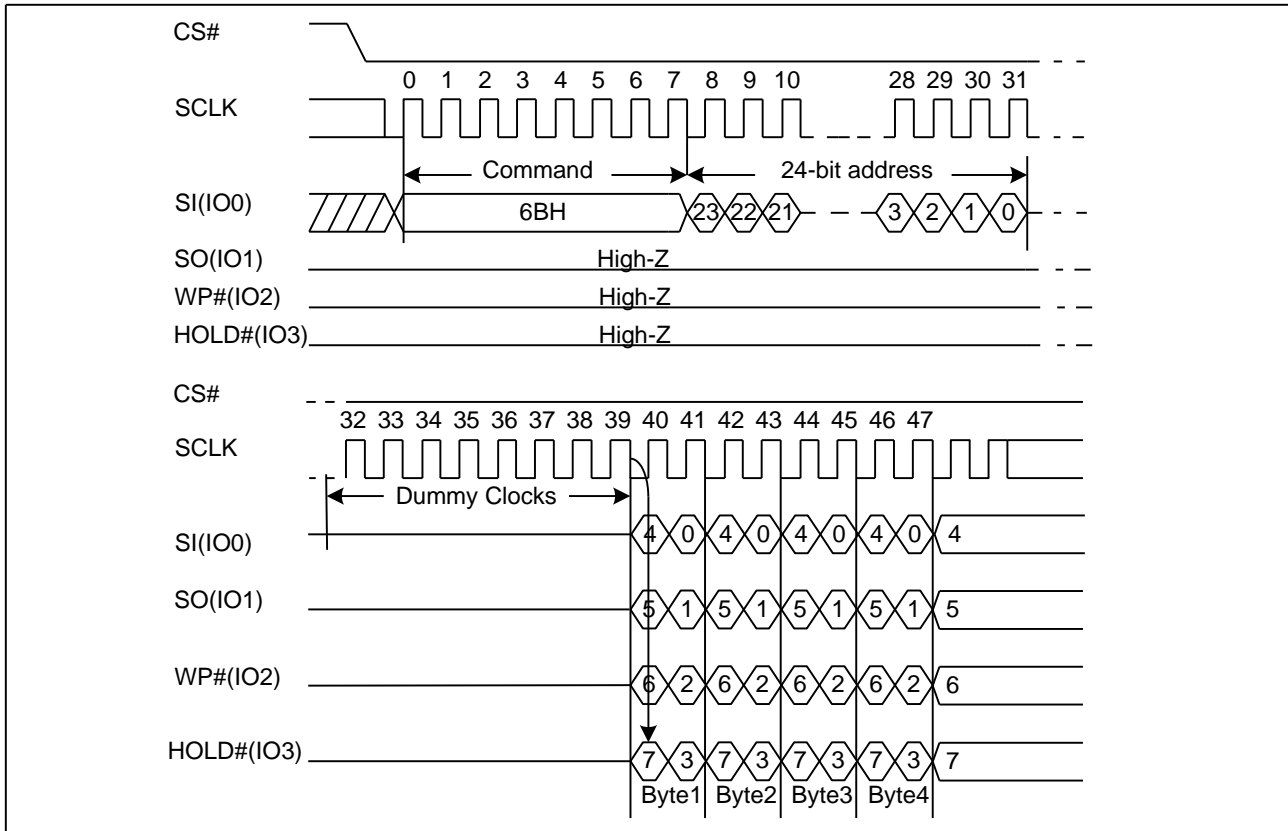 CS#
0 1 2 3 4 5 6 7 8 9 10 28 29 30 31
SCLK
Command 24-bit address
SI(IO0) 6BH 23 22 21 3 2 1 0
SO(IO1) High-Z
WP#(IO2) High-Z
HOLD#(IO3) High-Z
CS#
32 33 34 35 36 37 38 39 40 41 42 43 44 45 46 47
SCLK
Dummy Clocks
SI(IO0) 4 0 4 0 4 0 4 0 4
SO(IO1) 5 1 5 1 5 1 5 1 5
WP#(IO2) 6 2 6 2 6 2 6 2 6
HOLD#(IO3) 7 3 7 3 7 3 7 3 7
Byte1 Byte2 Byte3 Byte4